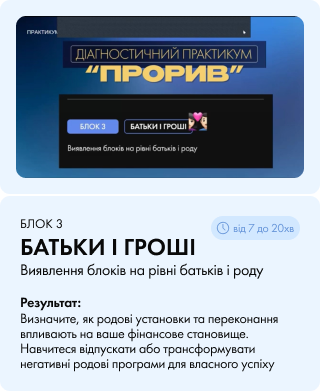 ПРАКТИКУМ
ДІАГНОСТИЧНИЙ ПРАКТИКУМ
“ПРОРИВ”
БЛОК 3
БАТЬКИ І ГРОШІ
Виявлення блоків на рівні батьків і роду
БЛОК 3
від 7 до 20хв
БАТЬКИ І ГРОШІ
Виявлення блоків на рівні батьків і роду
Результат:
Визначите, як родові установки та переконання
впливають на ваше фінансове становище.
Навчитеся відпускати або трансформувати
негативні родові програми для власного успіху